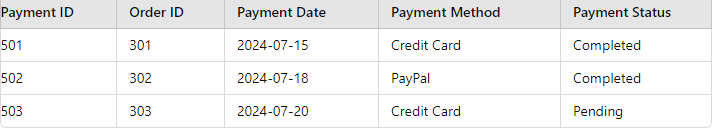 Payment ID Order ID Payment Date Payment Method Payment Status
501 301 2024-07-15 Credit Card Completed
502 302 2024-07-18 PayPal Completed
503 303 2024-07-20 Credit Card Pending